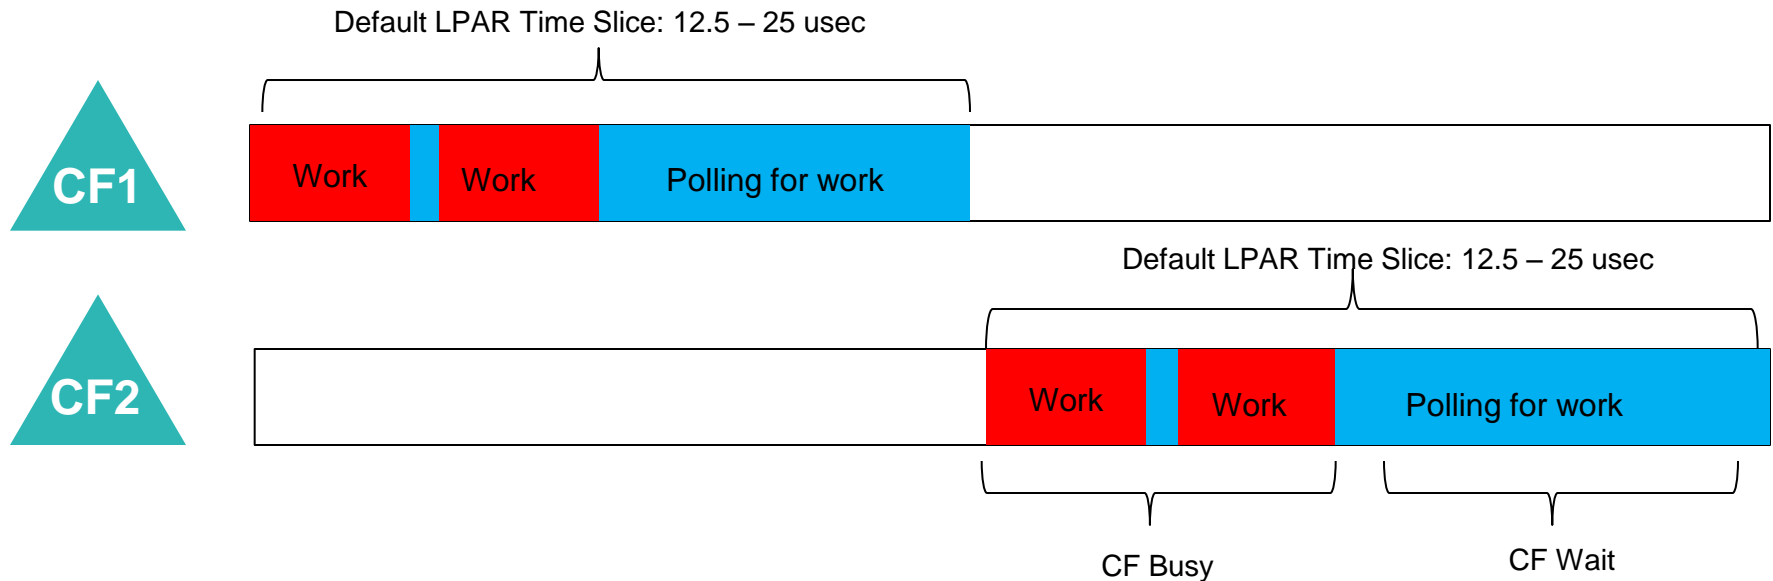 Default LPAR Time Slice: 12.5 – 25 usec
CF1
Work
Work
Polling for work
Default LPAR Time Slice: 12.5 – 25 usec
CF2
Work
Work
Polling for work
CF Busy
CF Wait